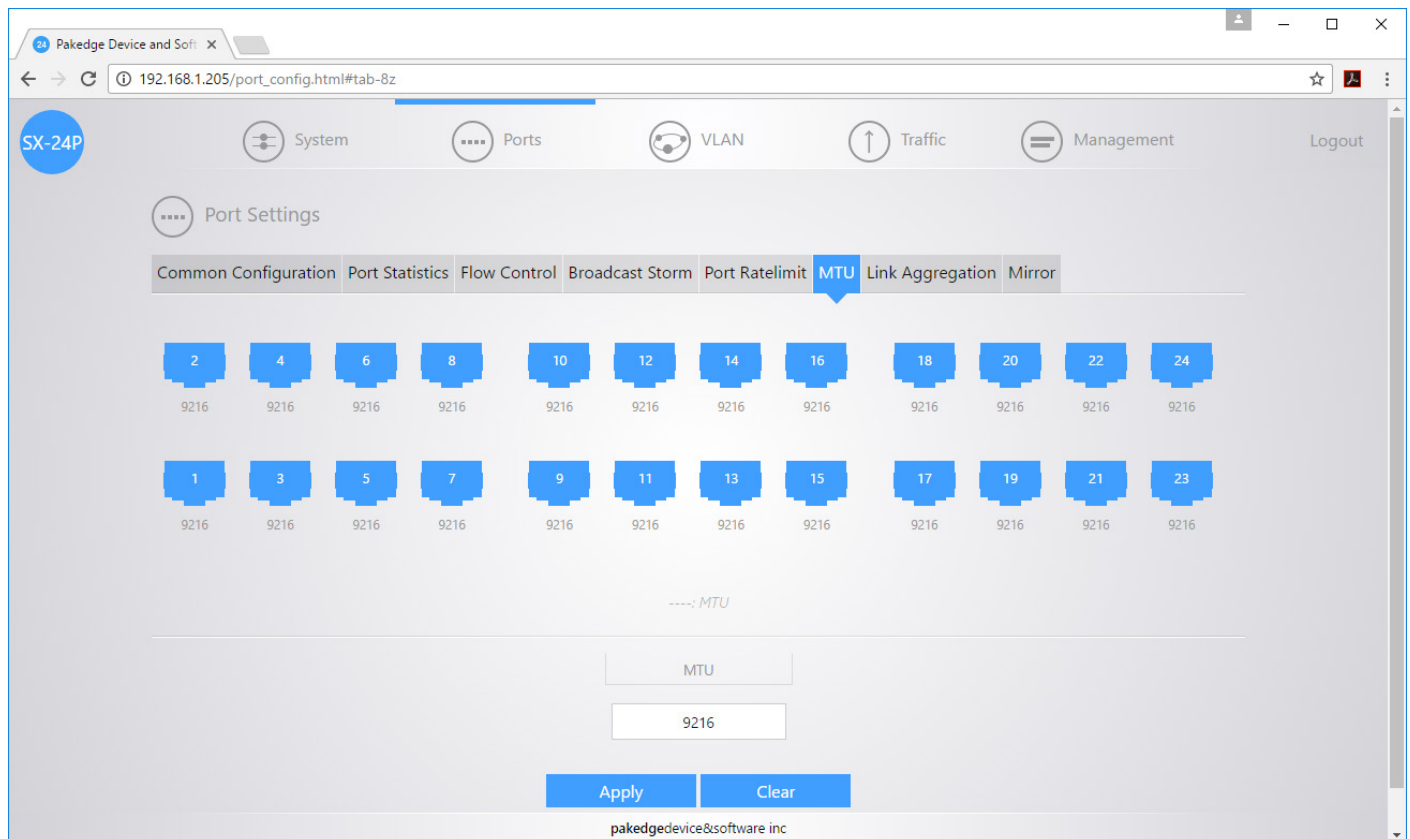 24 Pakedge Device and Soft
192.168.1.205/port_config.html#tab-8z
SX-24P System Ports VLAN Traffic Management Logout
Port Settings
Common Configuration Port Statistics Flow Control Broadcast Storm Port Ratelimit MTU Link Aggregation Mirror
2 4 6 8 10 12 14 16 18 20 22 24
9216 9216 9216 9216 9216 9216 9216 9216 9216 9216 9216 9216
1 3 5 7 9 11 13 15 17 19 21 23
9216 9216 9216 9216 9216 9216 9216 9216 9216 9216 9216 9216
----: MTU
MTU
9216
Apply Clear
pakedgedevice&software inc